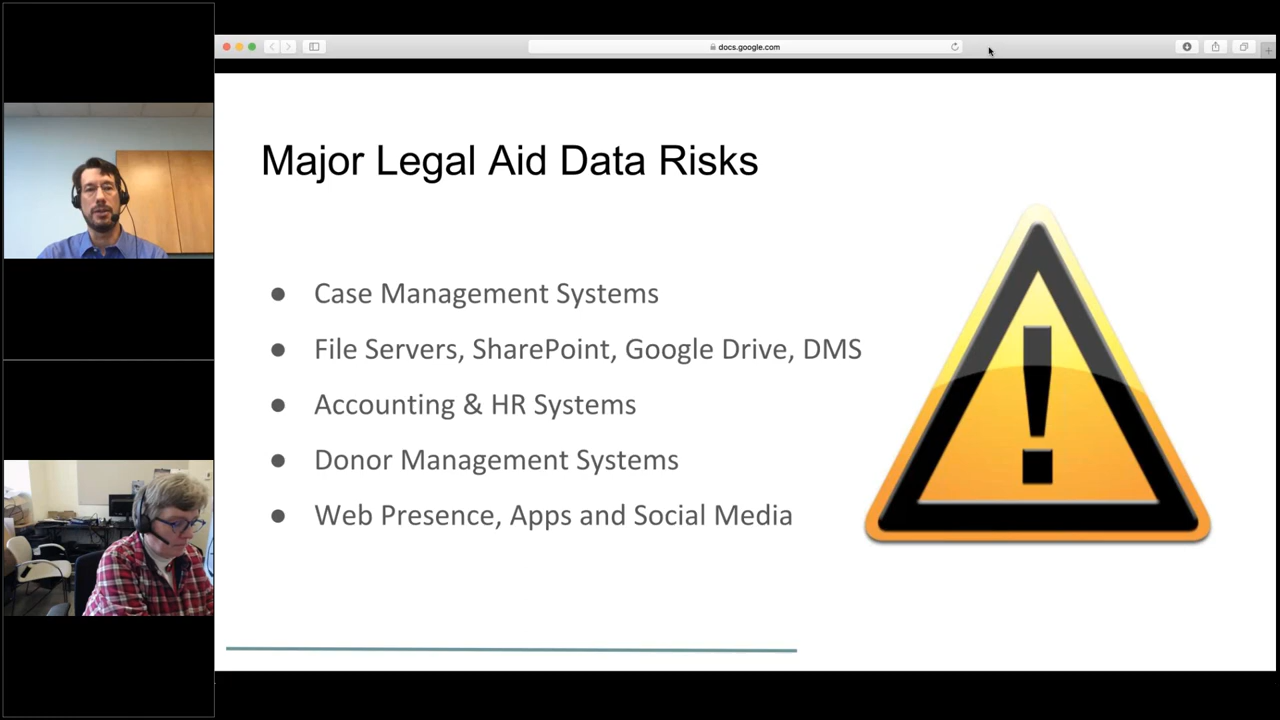 docs.google.com
Major Legal Aid Data Risks
● Case Management Systems
● File Servers, SharePoint, Google Drive, DMS
● Accounting & HR Systems
● Donor Management Systems
● Web Presence, Apps and Social Media
!